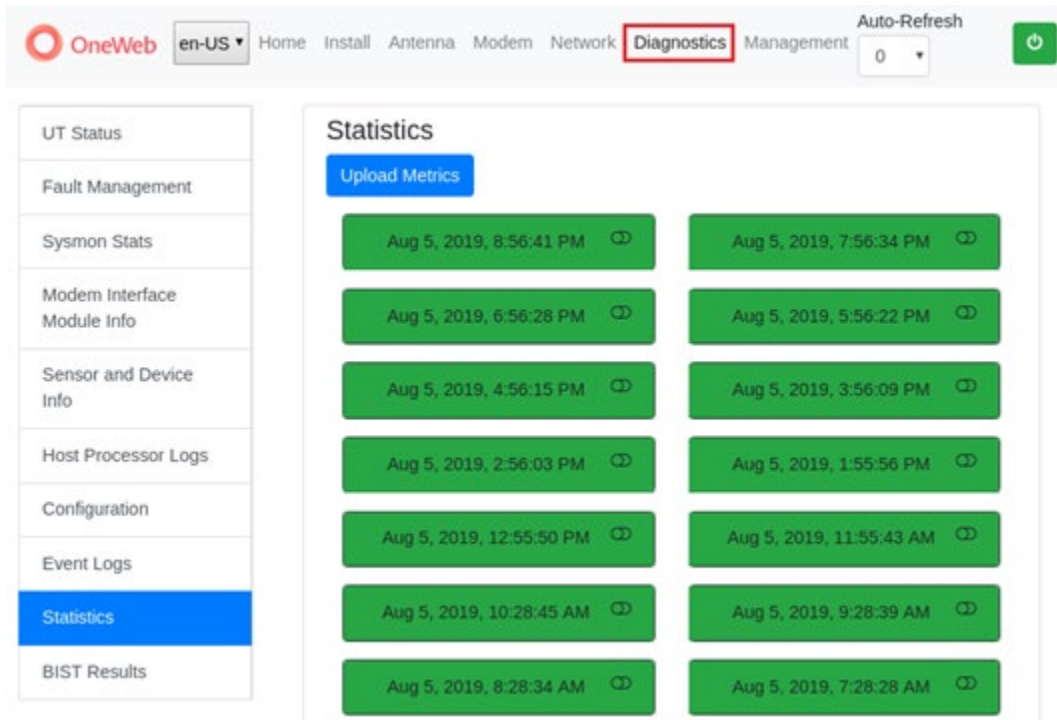 OneWeb en-US Home Install Antenna Modem Network Diagnostics Management Auto-Refresh
0
UT Status
Fault Management
Sysmon Stats
Modem Interface
Module Info
Sensor and Device
Info
Host Processor Logs
Configuration
Event Logs
Statistics
BIST Results
Statistics
Upload Metrics
Aug 5, 2019, 8:56:41 PM
Aug 5, 2019, 7:56:34 PM
Aug 5, 2019, 6:56:28 PM
Aug 5, 2019, 5:56:22 PM
Aug 5, 2019, 4:56:15 PM
Aug 5, 2019, 3:56:09 PM
Aug 5, 2019, 2:56:03 PM
Aug 5, 2019, 1:55:56 PM
Aug 5, 2019, 12:55:50 PM
Aug 5, 2019, 11:55:43 AM
Aug 5, 2019, 10:28:45 AM
Aug 5, 2019, 9:28:39 AM
Aug 5, 2019, 8:28:34 AM
Aug 5, 2019, 7:28:28 AM